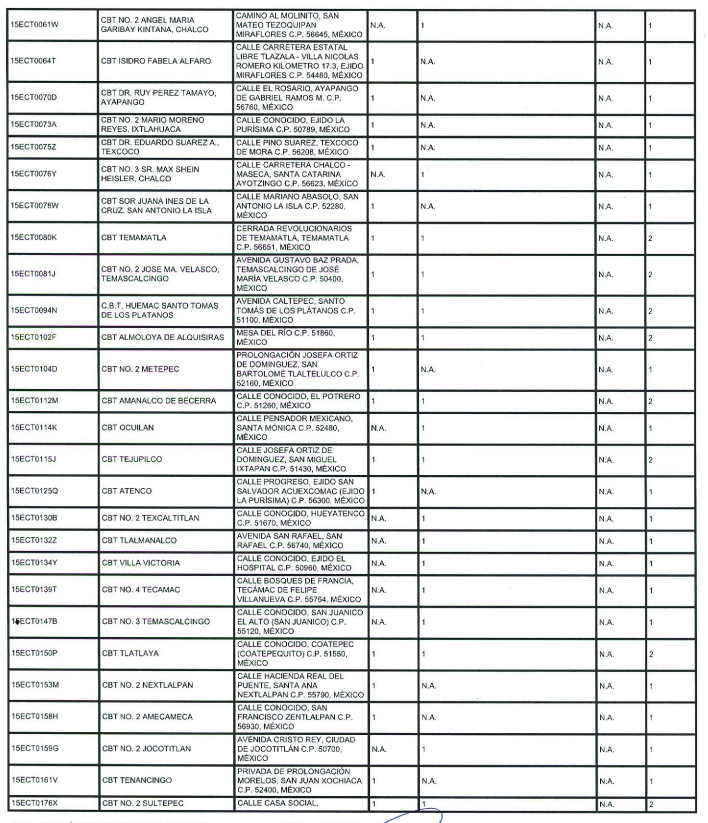 15ECT0061W CBT NO. 2 ANGEL MARIA GARIBAY KINTANA, CHALCO CAMINO AL MOLINITO, SAN MATEO TEZOQUIPAN MIRAFLORES C.P. 56645, MÉXICO N.A. 1 N.A. 1
15ECT0064T CBT ISIDRO FABELA ALFARO CALLE CARRETERA ESTATAL LIBRE TLAZALA - VILLA NICOLAS ROMERO KILOMETRO 17.3, EJIDO MIRAFLORES C.P. 54480, MÉXICO 1 N.A. N.A. 1
15ECT0070D CBT DR. RUY PEREZ TAMAYO, AYAPANGO CALLE EL ROSARIO, AYAPANGO DE GABRIEL RAMOS M. C.P. 56760, MÉXICO 1 N.A. N.A. 1
15ECT0073A CBT NO. 2 MARIO MORENO REYES, IXTLAHUACA CALLE CONOCIDO, EJIDO LA PURÍSIMA C.P. 50789, MÉXICO 1 N.A. N.A. 1
15ECT0075Z CBT DR. EDUARDO SUAREZ A., TEXCOCO CALLE PINO SUAREZ, TEXCOCO DE MORA C.P. 56208, MÉXICO 1 N.A. N.A. 1
15ECT0076Y CBT NO. 3 SR. MAX SHEIN HEISLER, CHALCO CALLE CARRETERA CHALCO - MASECA, SANTA CATARINA AYOTZINGO C.P. 56623, MÉXICO N.A. 1 N.A. 1
15ECT0078W CBT SOR JUANA INES DE LA CRUZ, SAN ANTONIO LA ISLA CALLE MARIANO ABASOLO, SAN ANTONIO LA ISLA C.P. 52280, MÉXICO 1 N.A. N.A. 1
15ECT0080K CBT TEMAMATLA CERRADA REVOLUCIONARIOS DE TEMAMATLA, TEMAMATLA C.P. 56651, MÉXICO 1 1 N.A. 2
15ECT0081J CBT NO. 2 JOSE MA. VELASCO, TEMASCALCINGO AVENIDA GUSTAVO BAZ PRADA, TEMASCALCINGO DE JOSÉ MARÍA VELASCO C.P. 50400, MÉXICO 1 1 N.A. 2
15ECT0094N C.B.T. HUEMAC SANTO TOMAS DE LOS PLATANOS AVENIDA CALTEPEC, SANTO TOMÁS DE LOS PLÁTANOS C.P. 51100, MÉXICO 1 1 N.A. 2
15ECT0102F CBT ALMOLOYA DE ALQUISIRAS MESA DEL RÍO C.P. 51860, MÉXICO 1 1 N.A. 2
15ECT0104D CBT NO. 2 METEPEC PROLONGACIÓN JOSEFA ORTIZ DE DOMINGUEZ, SAN BARTOLOMÉ TLALTELULCO C.P. 52160, MÉXICO 1 N.A. N.A. 1
15ECT0112M CBT AMANALCO DE BECERRA CALLE CONOCIDO, EL POTRERO C.P. 51260, MÉXICO 1 1 N.A. 2
15ECT0114K CBT OCUILAN CALLE PENSADOR MEXICANO, SANTA MÓNICA C.P. 52480, MÉXICO N.A. 1 N.A. 1
15ECT0115J CBT TEJUPILCO CALLE JOSEFA ORTIZ DE DOMINGUEZ, SAN MIGUEL IXTAPAN C.P. 51430, MÉXICO 1 1 N.A. 2
15ECT0125Q CBT ATENCO CALLE PROGRESO, EJIDO SAN SALVADOR ACUEXCOMAC (EJIDO LA PURÍSIMA) C.P. 56300, MÉXICO 1 N.A. N.A. 1
15ECT0130B CBT NO. 2 TEXCALTITLAN CALLE CONOCIDO, HUEYATENCO C.P. 51670, MÉXICO N.A. 1 N.A. 1
15ECT0132Z CBT TLALMANALCO AVENIDA SAN RAFAEL, SAN RAFAEL C.P. 56740, MÉXICO N.A. 1 N.A. 1
15ECT0134Y CBT VILLA VICTORIA CALLE CONOCIDO, EJIDO EL HOSPITAL C.P. 50960, MÉXICO N.A. 1 N.A. 1
15ECT0139T CBT NO. 4 TECAMAC CALLE BOSQUES DE FRANCIA, TECÁMAC DE FELIPE VILLANUEVA C.P. 55764, MÉXICO N.A. 1 N.A. 1
15ECT0147B CBT NO. 3 TEMASCALCINGO CALLE CONOCIDO, SAN JUANICO EL ALTO (SAN JUANICO) C.P. 55120, MÉXICO N.A. 1 N.A. 1
15ECT0150P CBT TLATLAYA CALLE CONOCIDO, COATEPEC (COATEPEQUITO) C.P. 51550, MÉXICO 1 1 N.A. 2
15ECT0153M CBT NO. 2 NEXTLALPAN CALLE HACIENDA REAL DEL PUENTE, SANTA ANA NEXTLALPAN C.P. 55790, MÉXICO 1 N.A. N.A. 1
15ECT0158H CBT NO. 2 AMECAMECA CALLE CONOCIDO, SAN FRANCISCO ZENTLALPAN C.P. 56930, MÉXICO 1 N.A. N.A. 1
15ECT0159G CBT NO. 2 JOCOTITLAN AVENIDA CRISTO REY, CIUDAD DE JOCOTITLÁN C.P. 50700, MÉXICO N.A. 1 N.A. 1
15ECT0161V CBT TENANCINGO PRIVADA DE PROLONGACIÓN MORELOS, SAN JUAN XOCHIACA C.P. 52400, MÉXICO 1 N.A. N.A. 1
15ECT0176X CBT NO. 2 SULTEPEC CALLE CASA SOCIAL, 1 1 N.A. 2